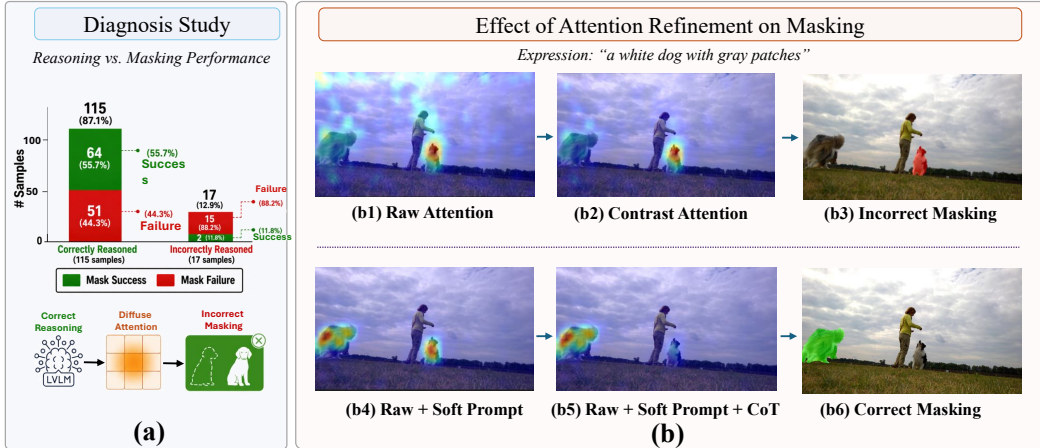 Diagnosis Study
Reasoning vs. Masking Performance
# Samples
100
50
0
115
(87.1%)
64
(55.7%)
51
(44.3%)
(55.7%)
Succes
s
(44.3%)
Failure
17
(12.9%)
15
(88.2%)
2 (11.8%)
Failure
(88.2%)
(11.8%)
Success
Correctly Reasoned
(115 samples)
Incorrectly Reasoned
(17 samples)
Mask Success
Mask Failure
Correct
Reasoning
Diffuse
Attention
Incorrect
Masking
LVLM
(a)
Effect of Attention Refinement on Masking
Expression: “a white dog with gray patches”
(b1) Raw Attention
(b2) Contrast Attention
(b3) Incorrect Masking
(b4) Raw + Soft Prompt
(b5) Raw + Soft Prompt + CoT
(b6) Correct Masking
(b)